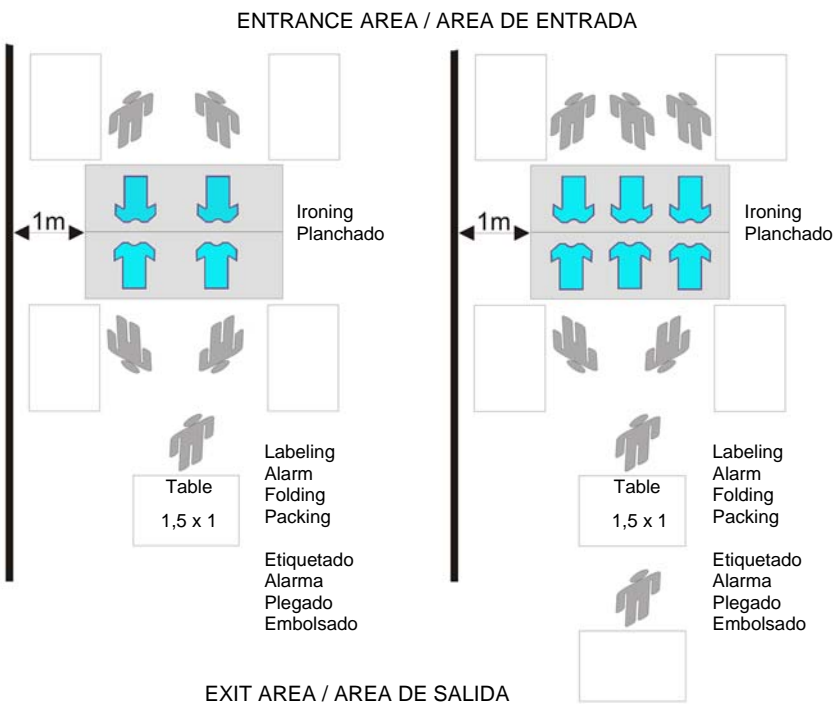 ENTRANCE AREA / AREA DE ENTRADA
1m
Ironing
Planchado
Labeling
Alarm
Folding
Packing
Table
1,5 x 1
Etiquetado
Alarma
Plegado
Embolsado
1m
Ironing
Planchado
Labeling
Alarm
Folding
Packing
Table
1,5 x 1
Etiquetado
Alarma
Plegado
Embolsado
EXIT AREA / AREA DE SALIDA